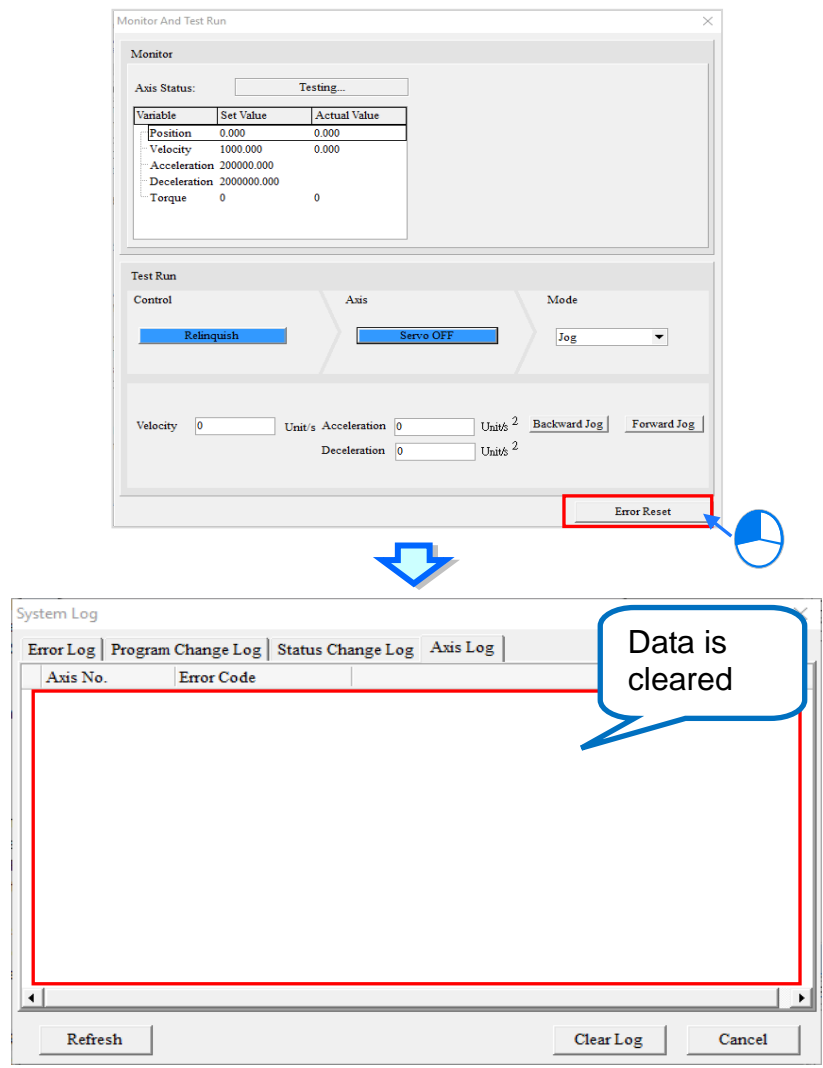 Monitor And Test Run
Monitor
Axis Status: Testing...
Variable Set Value Actual Value
Position 0.000 0.000
Velocity 1000.000 0.000
Acceleration 200000.000
Deceleration 2000000.000
Torque 0 0
Test Run
Control Axis Mode
Relinquish Servo OFF Jog
Velocity 0 Unit/s Acceleration 0 Unit/s 2 Backward Jog Forward Jog
Deceleration 0 Unit/s 2
Error Reset
System Log
Error Log Program Change Log Status Change Log Axis Log
Axis No. Error Code
Data is
cleared
Refresh Clear Log Cancel